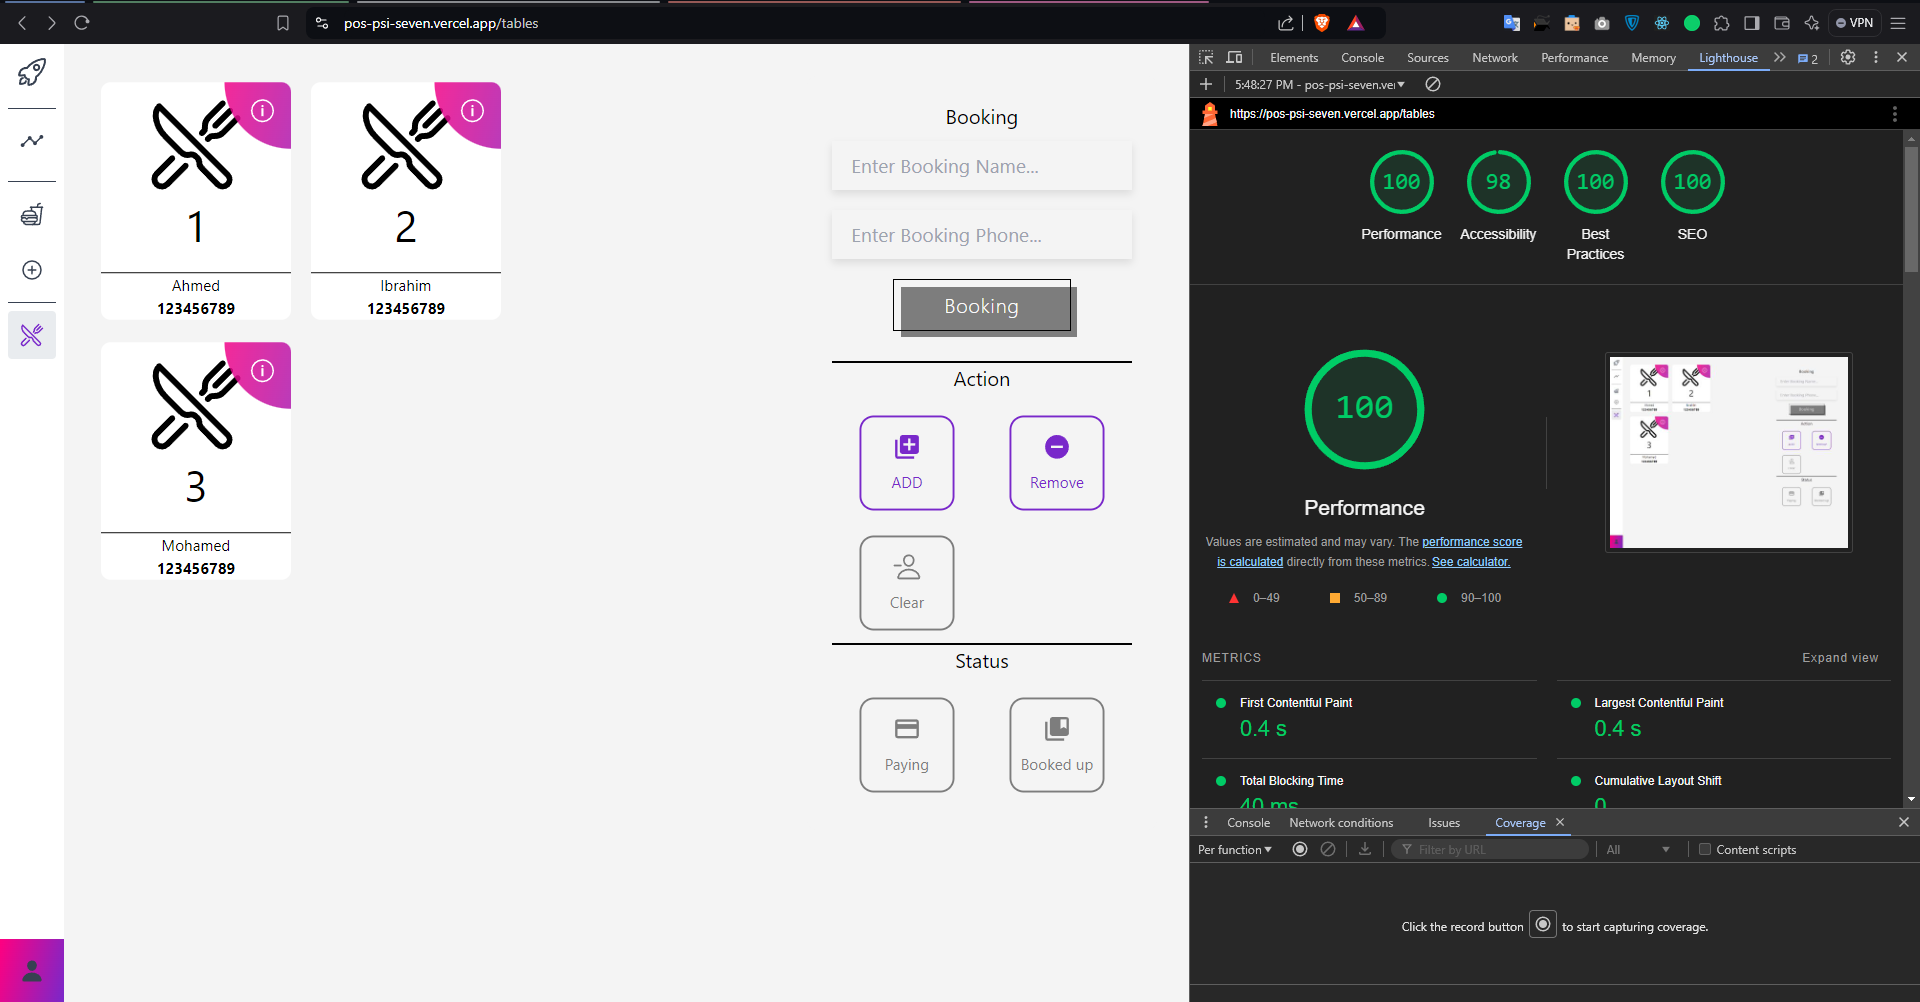 pos-psi-seven.vercel.app/tables
VPN
1
Ahmed
123456789
2
Ibrahim
123456789
3
Mohamed
123456789
Booking
Enter Booking Name...
Enter Booking Phone...
Booking
Action
ADD
Remove
Clear
Status
Paying
Booked up
Elements
Console
Sources
Network
Performance
Memory
Lighthouse
2
5:48:27 PM - pos-psi-seven.ver
https://pos-psi-seven.vercel.app/tables
100
98
100
100
Performance
Accessibility
Best
Practices
SEO
100
Performance
Values are estimated and may vary. The performance score
is calculated directly from these metrics. See calculator.
0–49
50–89
90–100
METRICS
Expand view
First Contentful Paint
0.4 s
Largest Contentful Paint
0.4 s
Total Blocking Time
40 ms
Cumulative Layout Shift
0
Console
Network conditions
Issues
Coverage
Per function
Filter by URL
All
Content scripts
Click the record button to start capturing coverage.